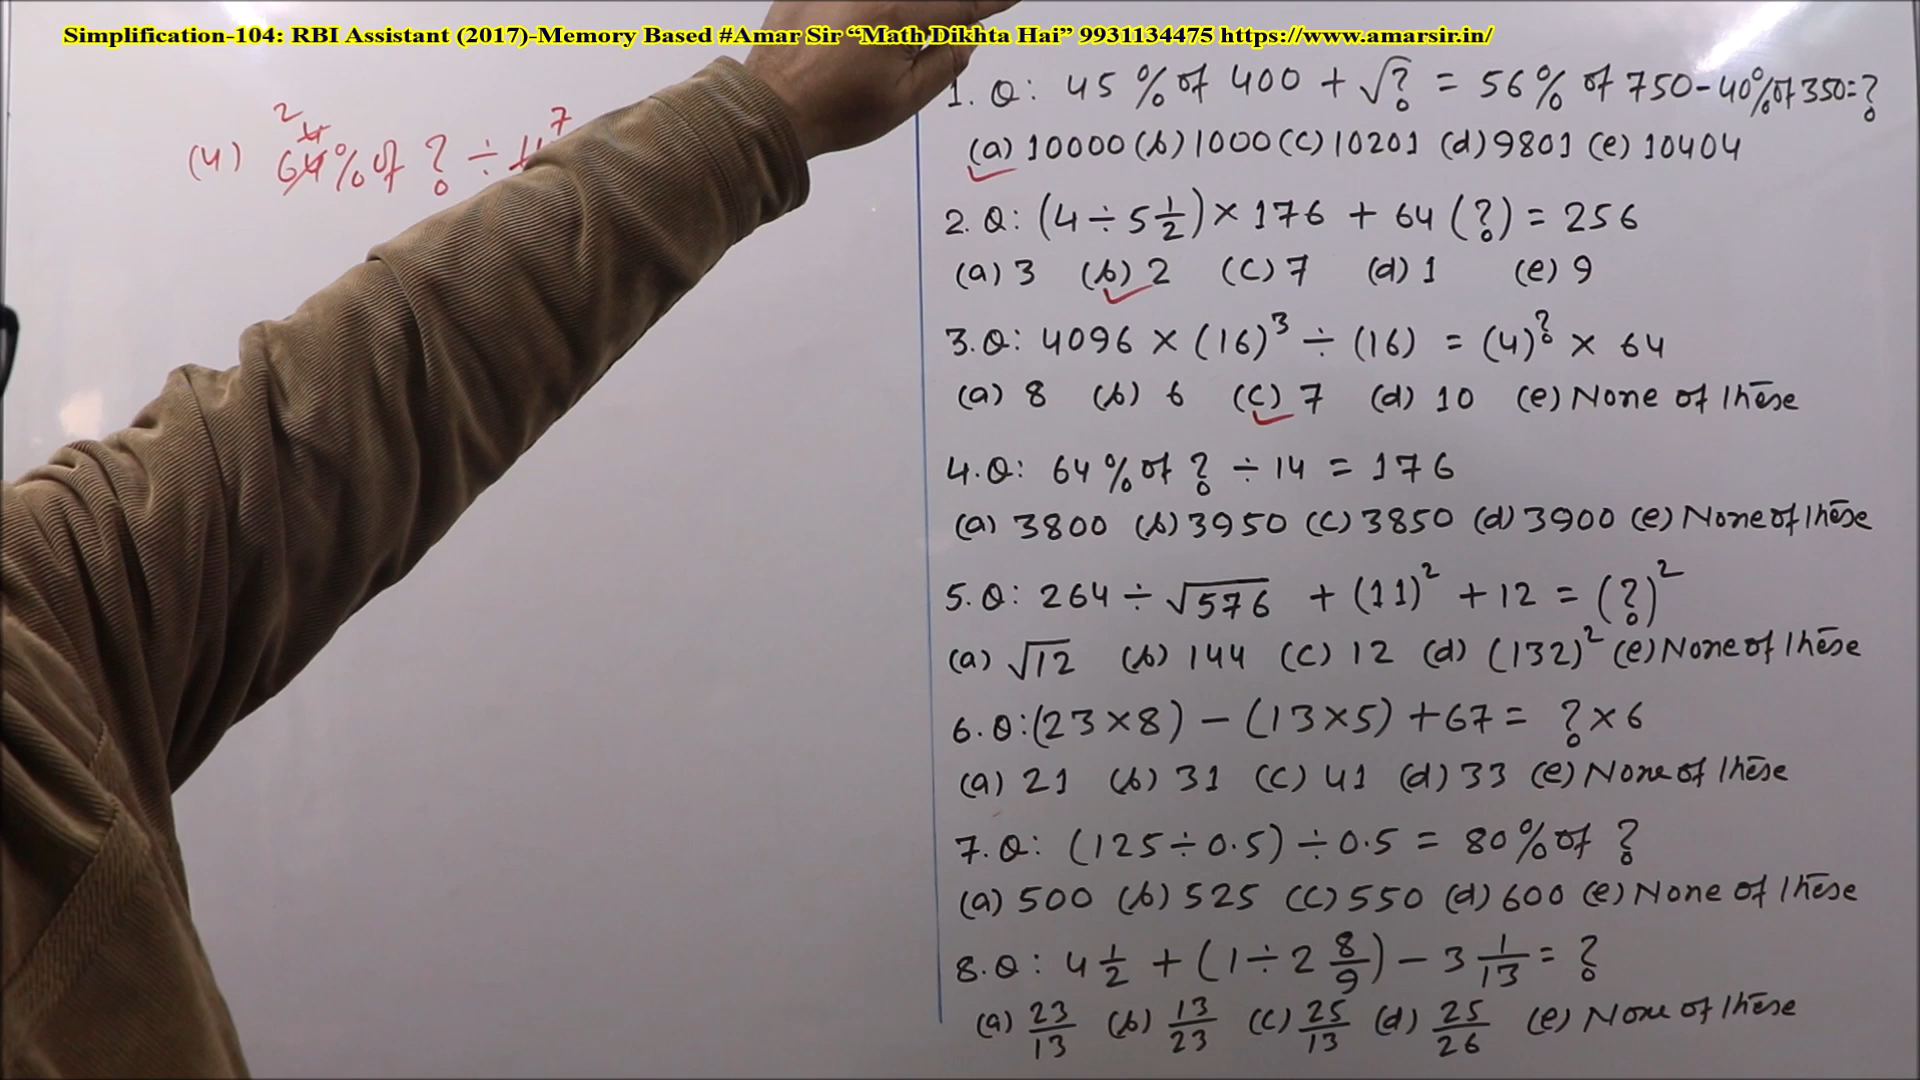 Simplification-104: RBI Assistant (2017)-Memory Based #Amar Sir “Math Dikhta Hai” 9931134475 https://www.amarsir.in/
(4) 64% of ? ÷
2 4 7
1. Q: 45% of 400 + √? = 56% of 750 - 40% of 350 = ?
(a) 10000 (b) 1000 (c) 10201 (d) 9801 (e) 10404
2. Q: (4 ÷ 5 1/2) × 176 + 64 (?) = 256
(a) 3 (b) 2 (c) 7 (d) 1 (e) 9
3. Q: 4096 × (16)³ ÷ (16) = (4)^? × 64
(a) 8 (b) 6 (c) 7 (d) 10 (e) None of these
4. Q: 64% of ? ÷ 14 = 176
(a) 3800 (b) 3950 (c) 3850 (d) 3900 (e) None of these
5. Q: 264 ÷ √576 + (11)² + 12 = (?)²
(a) √12 (b) 144 (c) 12 (d) (132)² (e) None of these
6. Q: (23×8) - (13×5) + 67 = ? × 6
(a) 21 (b) 31 (c) 41 (d) 33 (e) None of these
7. Q: (125 ÷ 0.5) ÷ 0.5 = 80% of ?
(a) 500 (b) 525 (c) 550 (d) 600 (e) None of these
8. Q: 4 1/2 + (1 ÷ 2 8/9) - 3 1/13 = ?
(a) 23/13 (b) 13/23 (c) 25/13 (d) 25/26 (e) None of these